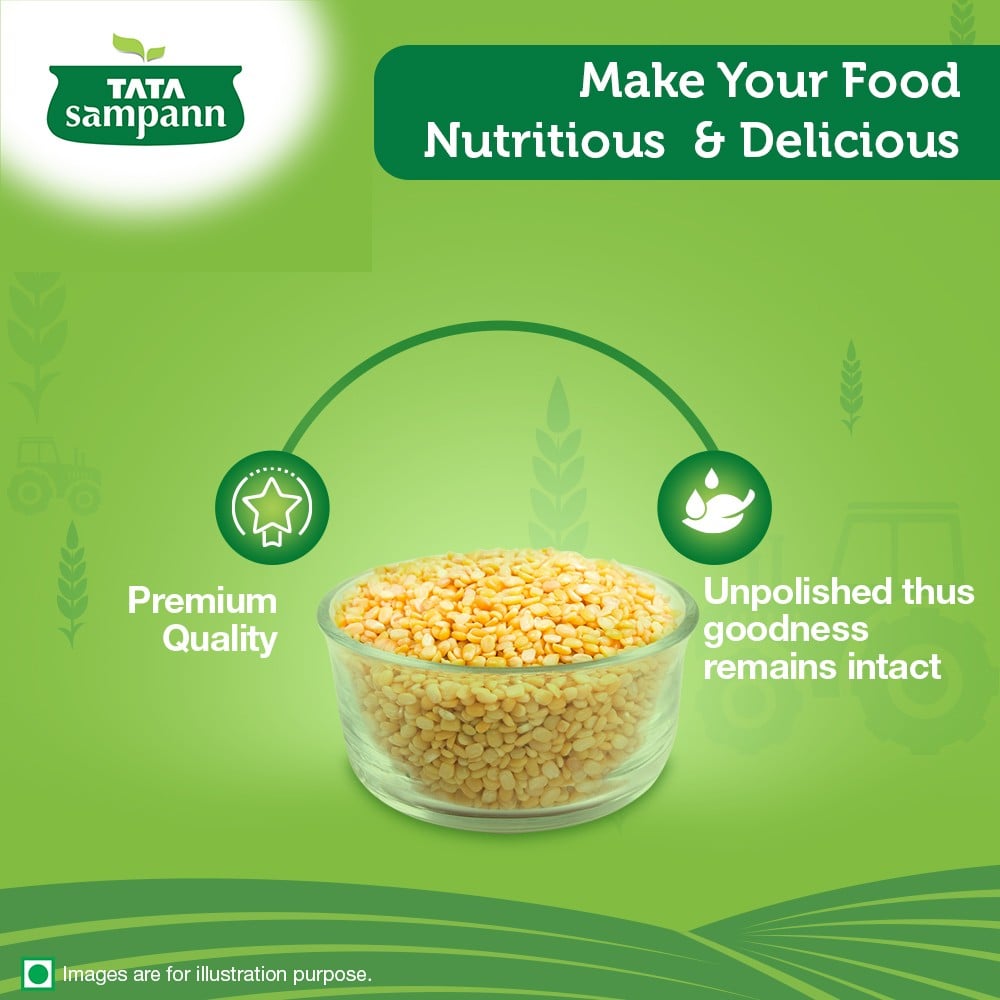 TATA
sampann
Make Your Food
Nutritious & Delicious
Premium
Quality
Unpolished thus
goodness
remains intact
Images are for illustration purpose.